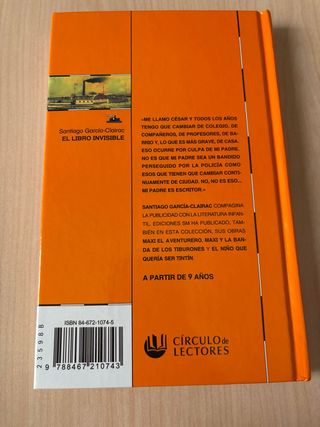 Santiago García-Clairac
EL LIBRO INVISIBLE
«ME LLAMO CÉSAR Y TODOS LOS AÑOS
TENGO QUE CAMBIAR DE COLEGIO, DE
COMPAÑEROS, DE PROFESORES, DE BA-
RRIO Y, LO QUE ES MÁS GRAVE, DE CASA.
ESO OCURRE POR CULPA DE MI PADRE.
NO ES QUE MI PADRE SEA UN BANDIDO
PERSEGUIDO POR LA POLICÍA COMO
ESOS QUE TIENEN QUE CAMBIAR CONTI-
NUAMENTE DE CIUDAD. NO, NO ES ESO...
MI PADRE ES ESCRITOR.»
SANTIAGO GARCÍA-CLAIRAC COMPAGINA
LA PUBLICIDAD CON LA LITERATURA INFAN-
TIL. EDICIONES SM HA PUBLICADO, TAM-
BIÉN EN ESTA COLECCIÓN, SUS OBRAS
MAXI EL AVENTURERO, MAXI Y LA BAN-
DA DE LOS TIBURONES Y EL NIÑO QUE
QUERÍA SER TINTÍN.
A PARTIR DE 9 AÑOS
ISBN 84-672-1074-5
23598B
9 788467 210743
CÍRCULO de
LECTORES